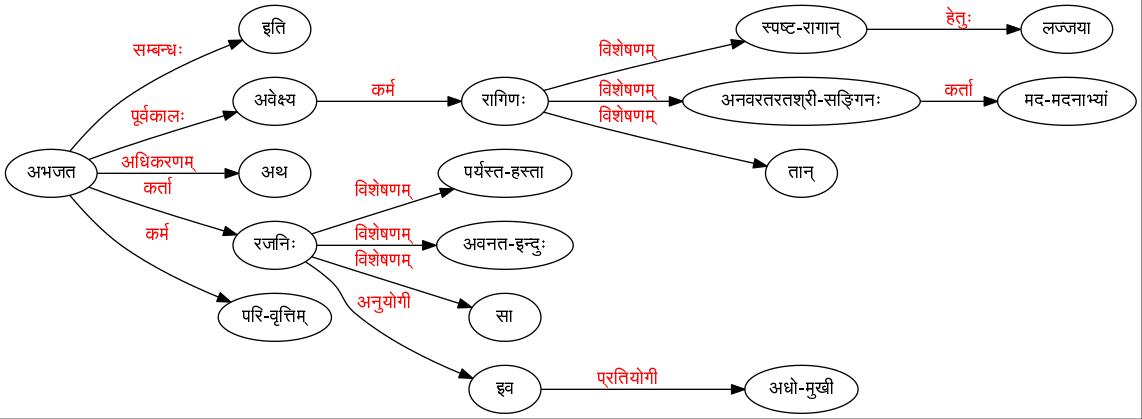 इति
स्पष्ट-रागान्
हेतुः
लज्जया
सम्बन्धः
विशेषणम्
अवेक्ष्य
कर्म
रागिणः
विशेषणम्
अनवरतरतश्री-सङ्गिनः
कर्ता
मद-मदनाभ्यां
पूर्वकालः
विशेषणम्
अभजत
अधिकरणम्
अथ
पर्यस्त-हस्ता
तान्
कर्ता
विशेषणम्
कर्म
रजनिः
विशेषणम्
अवनत-इन्दुः
विशेषणम्
परि-वृत्तिम्
अनुयोगी
सा
इव
प्रतियोगी
अधो-मुखी